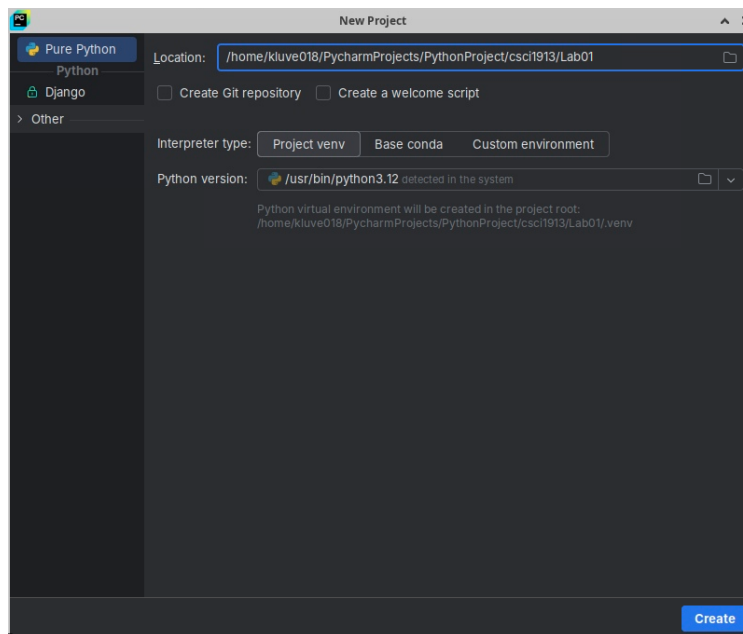 PC
New Project
Pure Python
Python
Django
> Other
Location: /home/kluve018/PycharmProjects/PythonProject/csci1913/Lab01
Create Git repository Create a welcome script
Interpreter type: Project venv Base conda Custom environment
Python version: /usr/bin/python3.12 detected in the system
Python virtual environment will be created in the project root:
/home/kluve018/PycharmProjects/PythonProject/csci1913/Lab01/.venv
Create